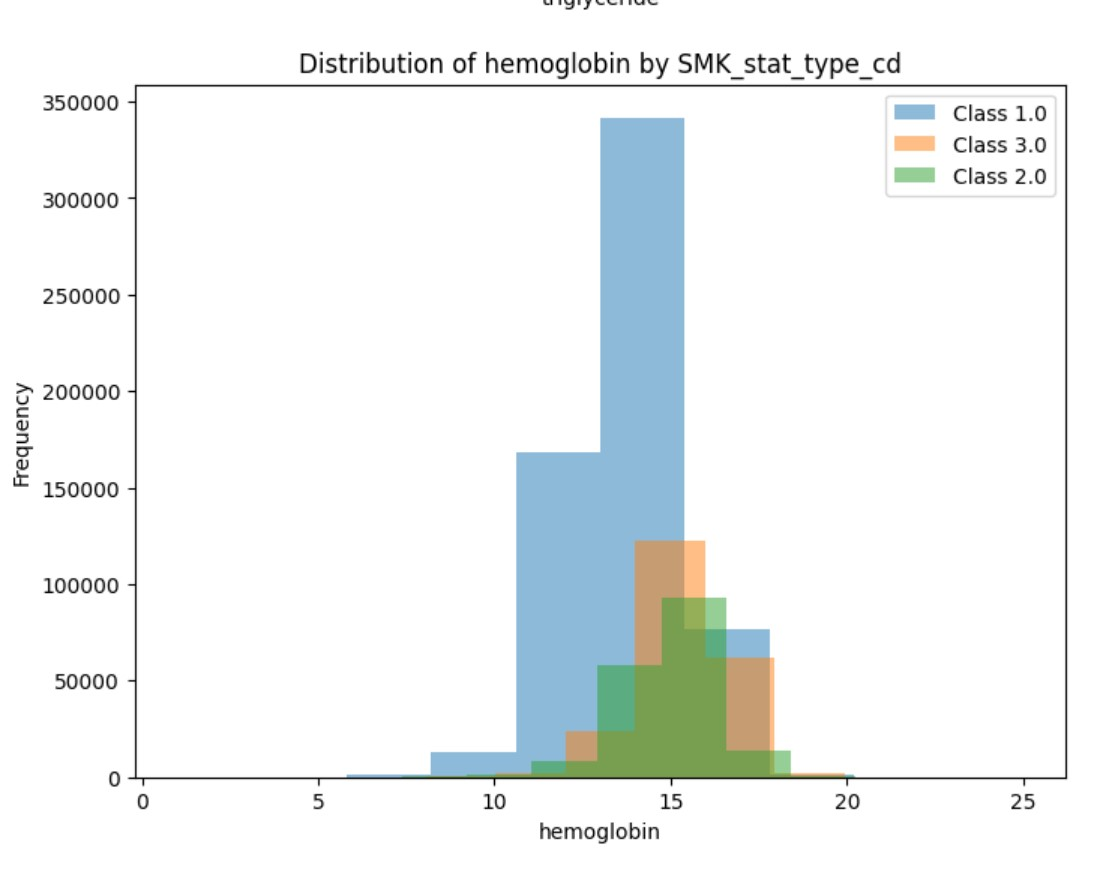 triglyceride
Distribution of hemoglobin by SMK_stat_type_cd
Class 1.0
Class 3.0
Class 2.0
350000
300000
250000
200000
150000
100000
50000
0
Frequency
0 5 10 15 20 25
hemoglobin